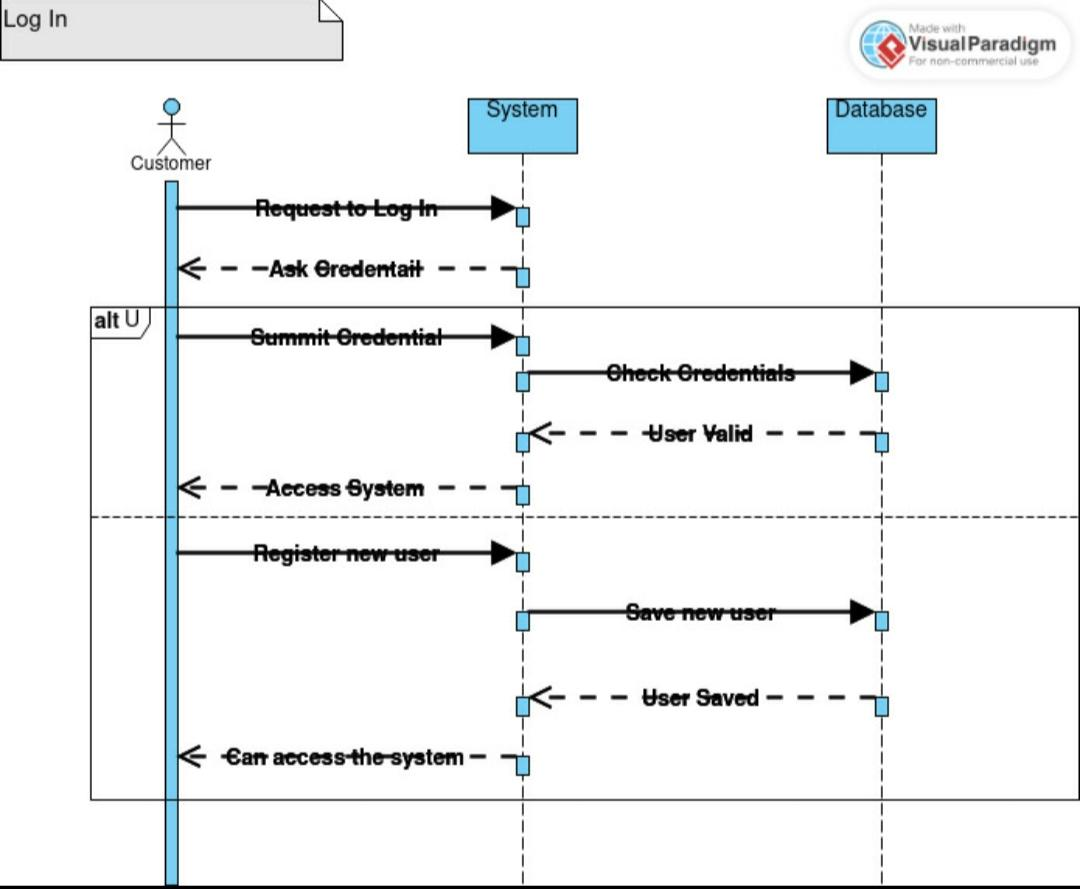 Log In
Made with
Visual Paradigm
For non-commercial use
System
Database
Customer
Request to Log In
Ask Credentail
alt U
Summit Credential
Check Credentials
User Valid
Access System
Register new user
Save new user
User Saved
Can access the system